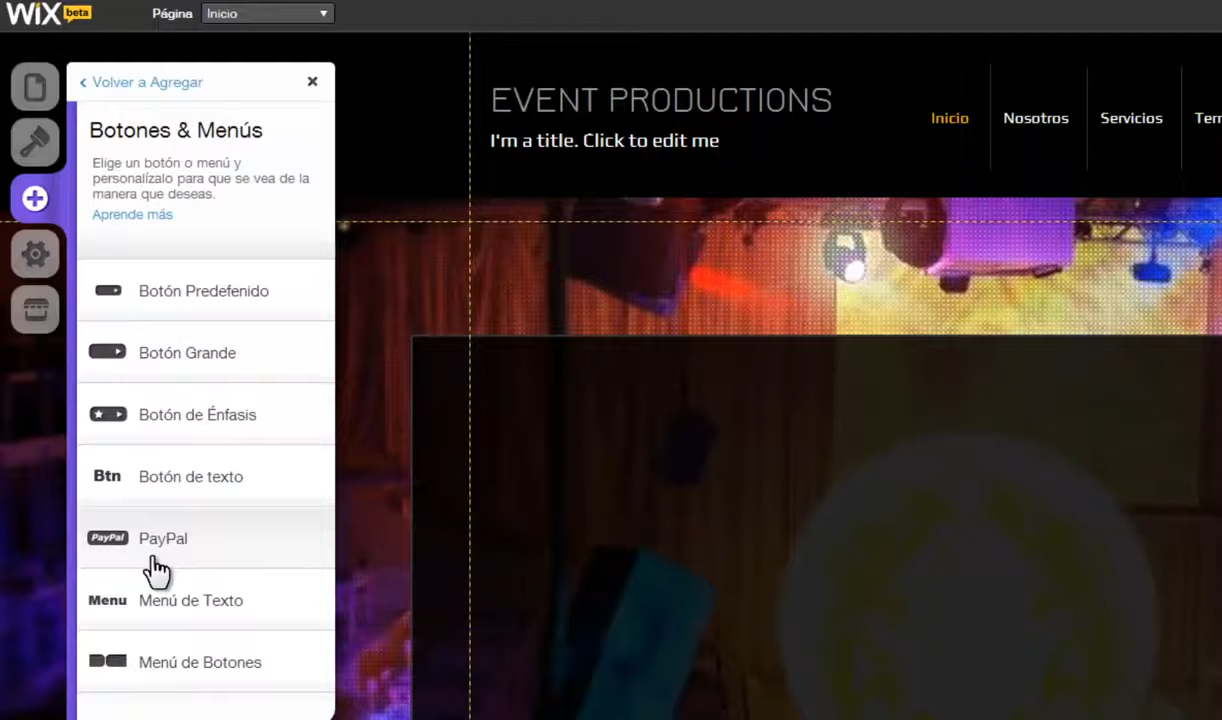 WiX beta
Página Inicio
Volver a Agregar
Botones & Menús
Elige un botón o menú y
personalízalo para que se vea de la
manera que deseas.
Aprende más
Botón Predefenido
Botón Grande
Botón de Énfasis
Btn Botón de texto
PayPal PayPal
Menu Menú de Texto
Menú de Botones
EVENT PRODUCTIONS
I'm a title. Click to edit me
Inicio Nosotros Servicios Terr